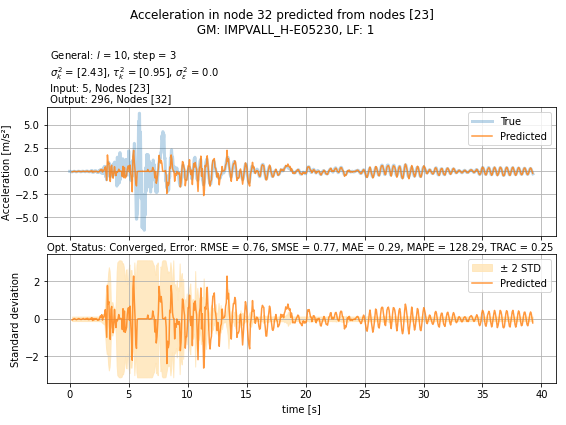 Acceleration in node 32 predicted from nodes [23]
GM: IMPVALL_H-E05230, LF: 1
General: l = 10, step = 3
σ²ₖ = [2.43], τ²ₖ = [0.95], σ²_ε = 0.0
Input: 5, Nodes [23]
Output: 296, Nodes [32]
Acceleration [m/s²]
5.0
2.5
0.0
−2.5
−5.0
True
Predicted
Opt. Status: Converged, Error: RMSE = 0.76, SMSE = 0.77, MAE = 0.29, MAPE = 128.29, TRAC = 0.25
Standard deviation
2
0
−2
± 2 STD
Predicted
0 5 10 15 20 25 30 35 40
time [s]